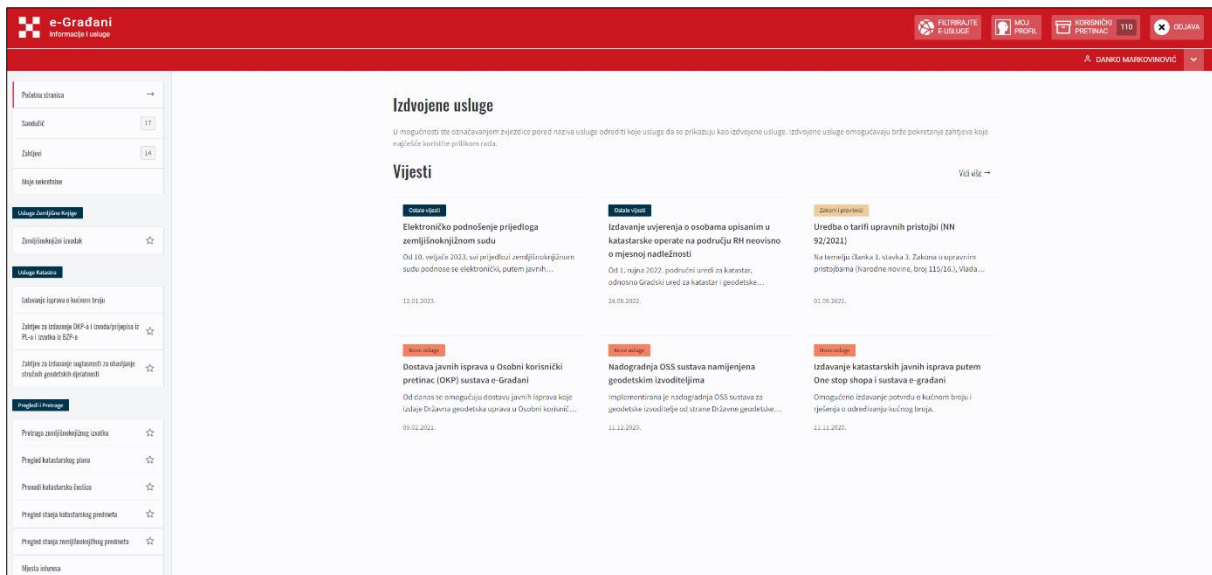 e-Građani
Informacije i usluge
FILTRIRAJTE
E-USLUGE
MOJ
PROFIL
KORISNIČKI
PRETINAC
110
ODJAVA
DANKO MARKOVINOVIĆ
Početna stranica
Sandučić
17
Zahtjevi
14
Moje nekretnine
Usluge Zemljišne Knjige
Zemljišnoknjižni izvadak
Usluge Katastra
Izdavanje isprava o kućnom broju
Zahtjev za izdavanje DKP-a i izvoda/prijepisa iz
PL-a i izvatka iz BZP-a
Zahtjev za izdavanje suglasnosti za obavljanje
stručnih geodetskih djelatnosti
Pregledi i Pretrage
Pretraga zemljišnoknjižnog izvatka
Pregled katastarskog plana
Pronađi katastarsku česticu
Pregled stanja katastarskog predmeta
Pregled stanja zemljišnoknjižnog predmeta
Mjesta interesa
Izdvojene usluge
U mogućnosti ste označavanjem zvjezdice pored naziva usluge odrediti koje usluge da se prikazuju kao izdvojene usluge. Izdvojene usluge omogućavaju brže pokretanje zahtjeva koje
najčešće koristite prilikom rada.
Vijesti
Vidi više →
Ostale vijesti
Elektroničko podnošenje prijedloga
zemljišnoknjižnom sudu
Od 10. veljače 2023. svi prijedlozi zemljišnoknjižnom
sudu podnose se elektronički, putem javnih...
12.01.2023.
Ostale vijesti
Izdavanje uvjerenja o osobama upisanim u
katastarske operate na području RH neovisno
o mjesnoj nadležnosti
Od 1. rujna 2022. područni uredi za katastar,
odnosno Gradski ured za katastar i geodetske...
24.08.2022.
Zakoni i pravilnici
Uredba o tarifi upravnih pristojbi (NN
92/2021)
Na temelju članka 1. stavka 3. Zakona o upravnim
pristojbama (Narodne novine, broj 115/16.), Vlada...
01.09.2021.
Nove usluge
Dostava javnih isprava u Osobni korisnički
pretinac (OKP) sustava e-Građani
Od danas se omogućuju dostavu javnih isprava koje
izdaje Državna geodetska uprava u Osobni korisnič...
09.02.2021.
Nove usluge
Nadogradnja OSS sustava namijenjena
geodetskim izvoditeljima
Implementirana je nadogradnja OSS sustava za
geodetske izvoditelje od strane Državne geodetske...
11.12.2020.
Nove usluge
Izdavanje katastarskih javnih isprava putem
One stop shopa i sustava e-građani
Omogućeno izdavanje potvrdu o kućnom broju i
rješenja o određivanju kućnog broja.
11.11.2020.